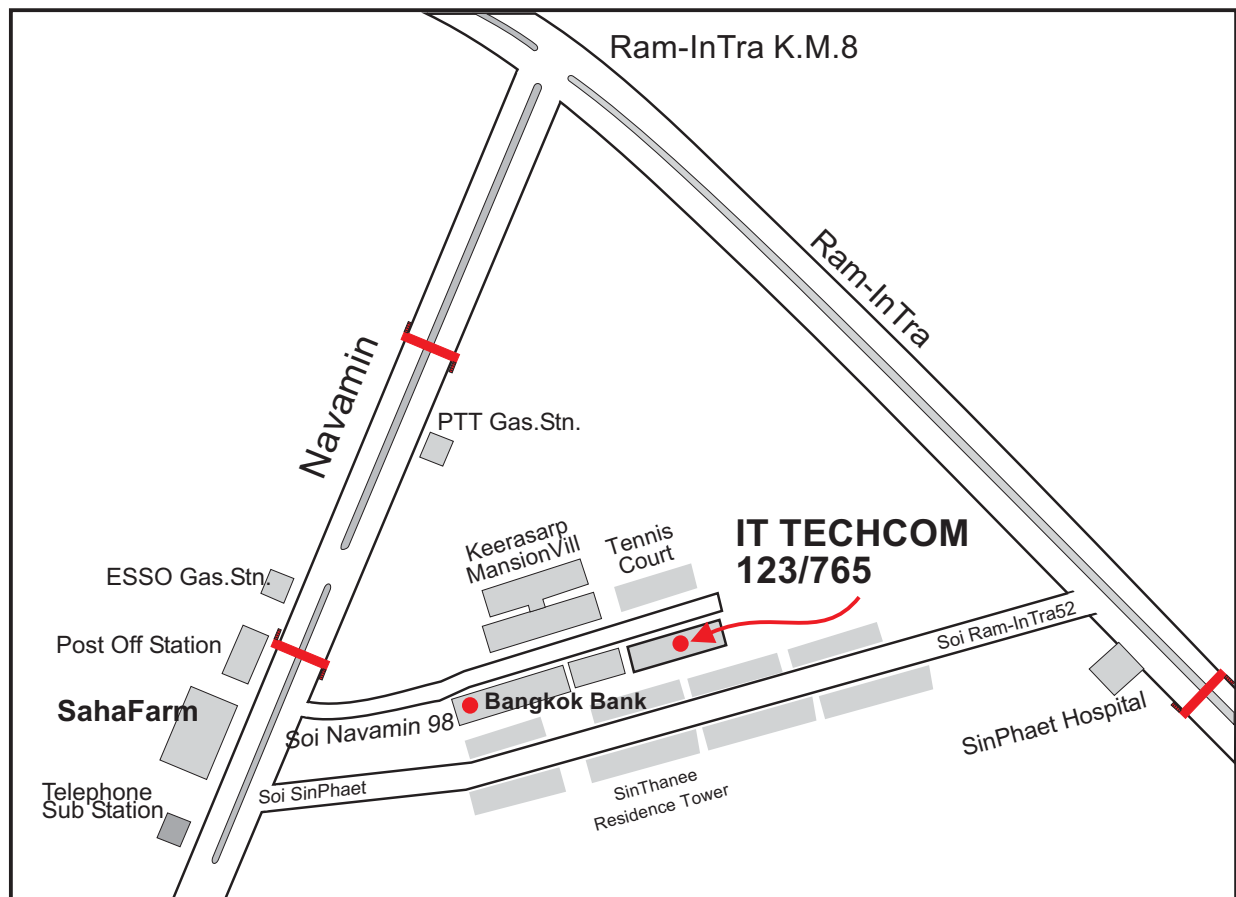 Ram-InTra K.M.8
Ram-InTra
Navamin
PTT Gas.Stn.
Keerasarp
MansionVill
Tennis
Court
IT TECHCOM
123/765
ESSO Gas.Stn.
Post Off Station
SahaFarm
Soi Ram-InTra52
Bangkok Bank
Soi Navamin 98
SinPhaet Hospital
Soi SinPhaet
Telephone
Sub Station
SinThanee
Residence Tower